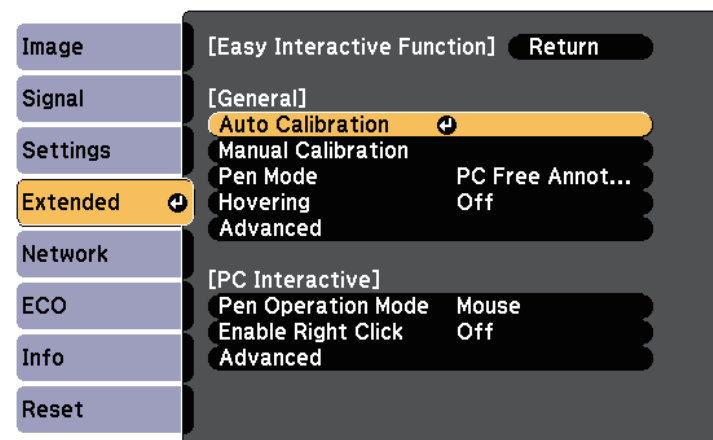 Image
Signal
Settings
Extended
Network
ECO
Info
Reset
[Easy Interactive Function] Return
[General]
Auto Calibration
Manual Calibration
Pen Mode PC Free Annot...
Hovering Off
Advanced
[PC Interactive]
Pen Operation Mode Mouse
Enable Right Click Off
Advanced